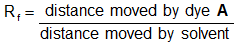 Rf = distance moved by dye A
distance moved by solvent